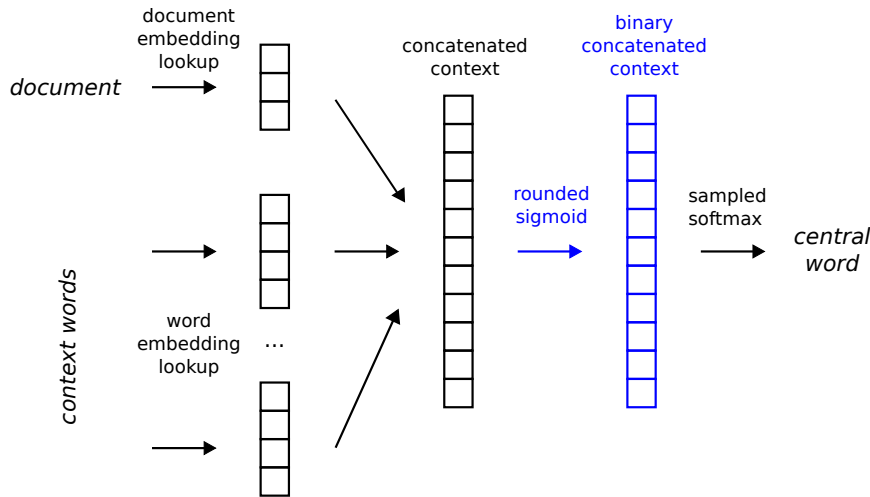 document
embedding
lookup
document
context words
word
embedding
lookup
...
concatenated
context
rounded
sigmoid
binary
concatenated
context
sampled
softmax
central
word